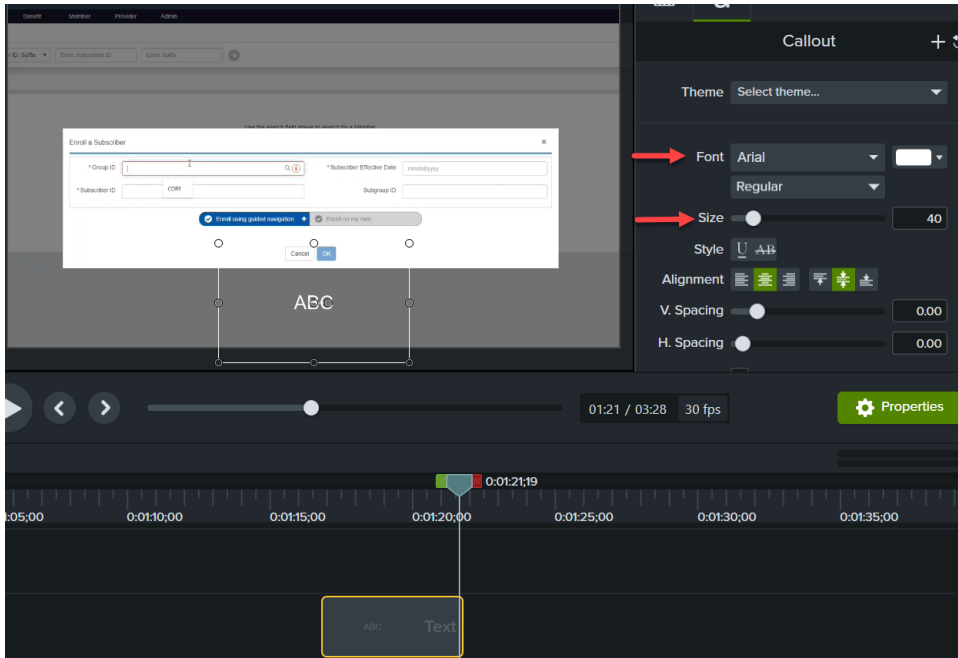 Benefit Member Provider Admin
r ID, Suffix Enter Subscriber ID Enter Suffix
Use the search field above to search for a Member
Enroll a Subscriber ×
* Group ID * Subscriber Effective Date mm/dd/yyyy
* Subscriber ID COBE Subgroup ID
Enroll using guided navigation + Enroll on my own
Cancel OK
ABC
a
Callout +
Theme Select theme...
Font Arial
Regular
Size 40
Style U AB
Alignment
V. Spacing 0.00
H. Spacing 0.00
01:21 / 03:28 30 fps Properties
0:01:21;19
1:05;00 0:01:10;00 0:01:15;00 0:01:20;00 0:01:25;00 0:01:30;00 0:01:35;00
ABC Text